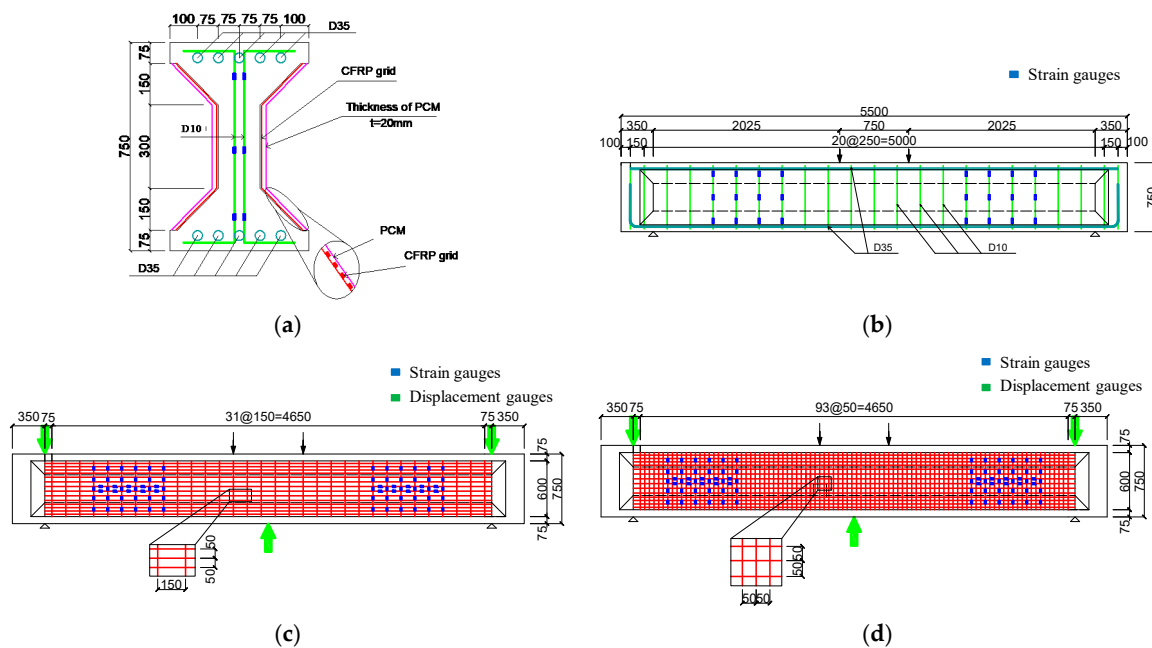 100 75 75 75 75 100
D35
75
150
750
300
150
75
CFRP grid
Thickness of PCM
t=20mm
D10
PCM
CFRP grid
D35
(a)
Strain gauges
5500
350 2025 750 2025 350
100 150 20@250=5000 150 100
750
D35 D10
(b)
Strain gauges
Displacement gauges
350 75 31@150=4650 75 350
75
600 750
75
50
50
150
(c)
Strain gauges
Displacement gauges
350 75 93@50=4650 75 350
75
600 750
75
50 50
50 50
(d)